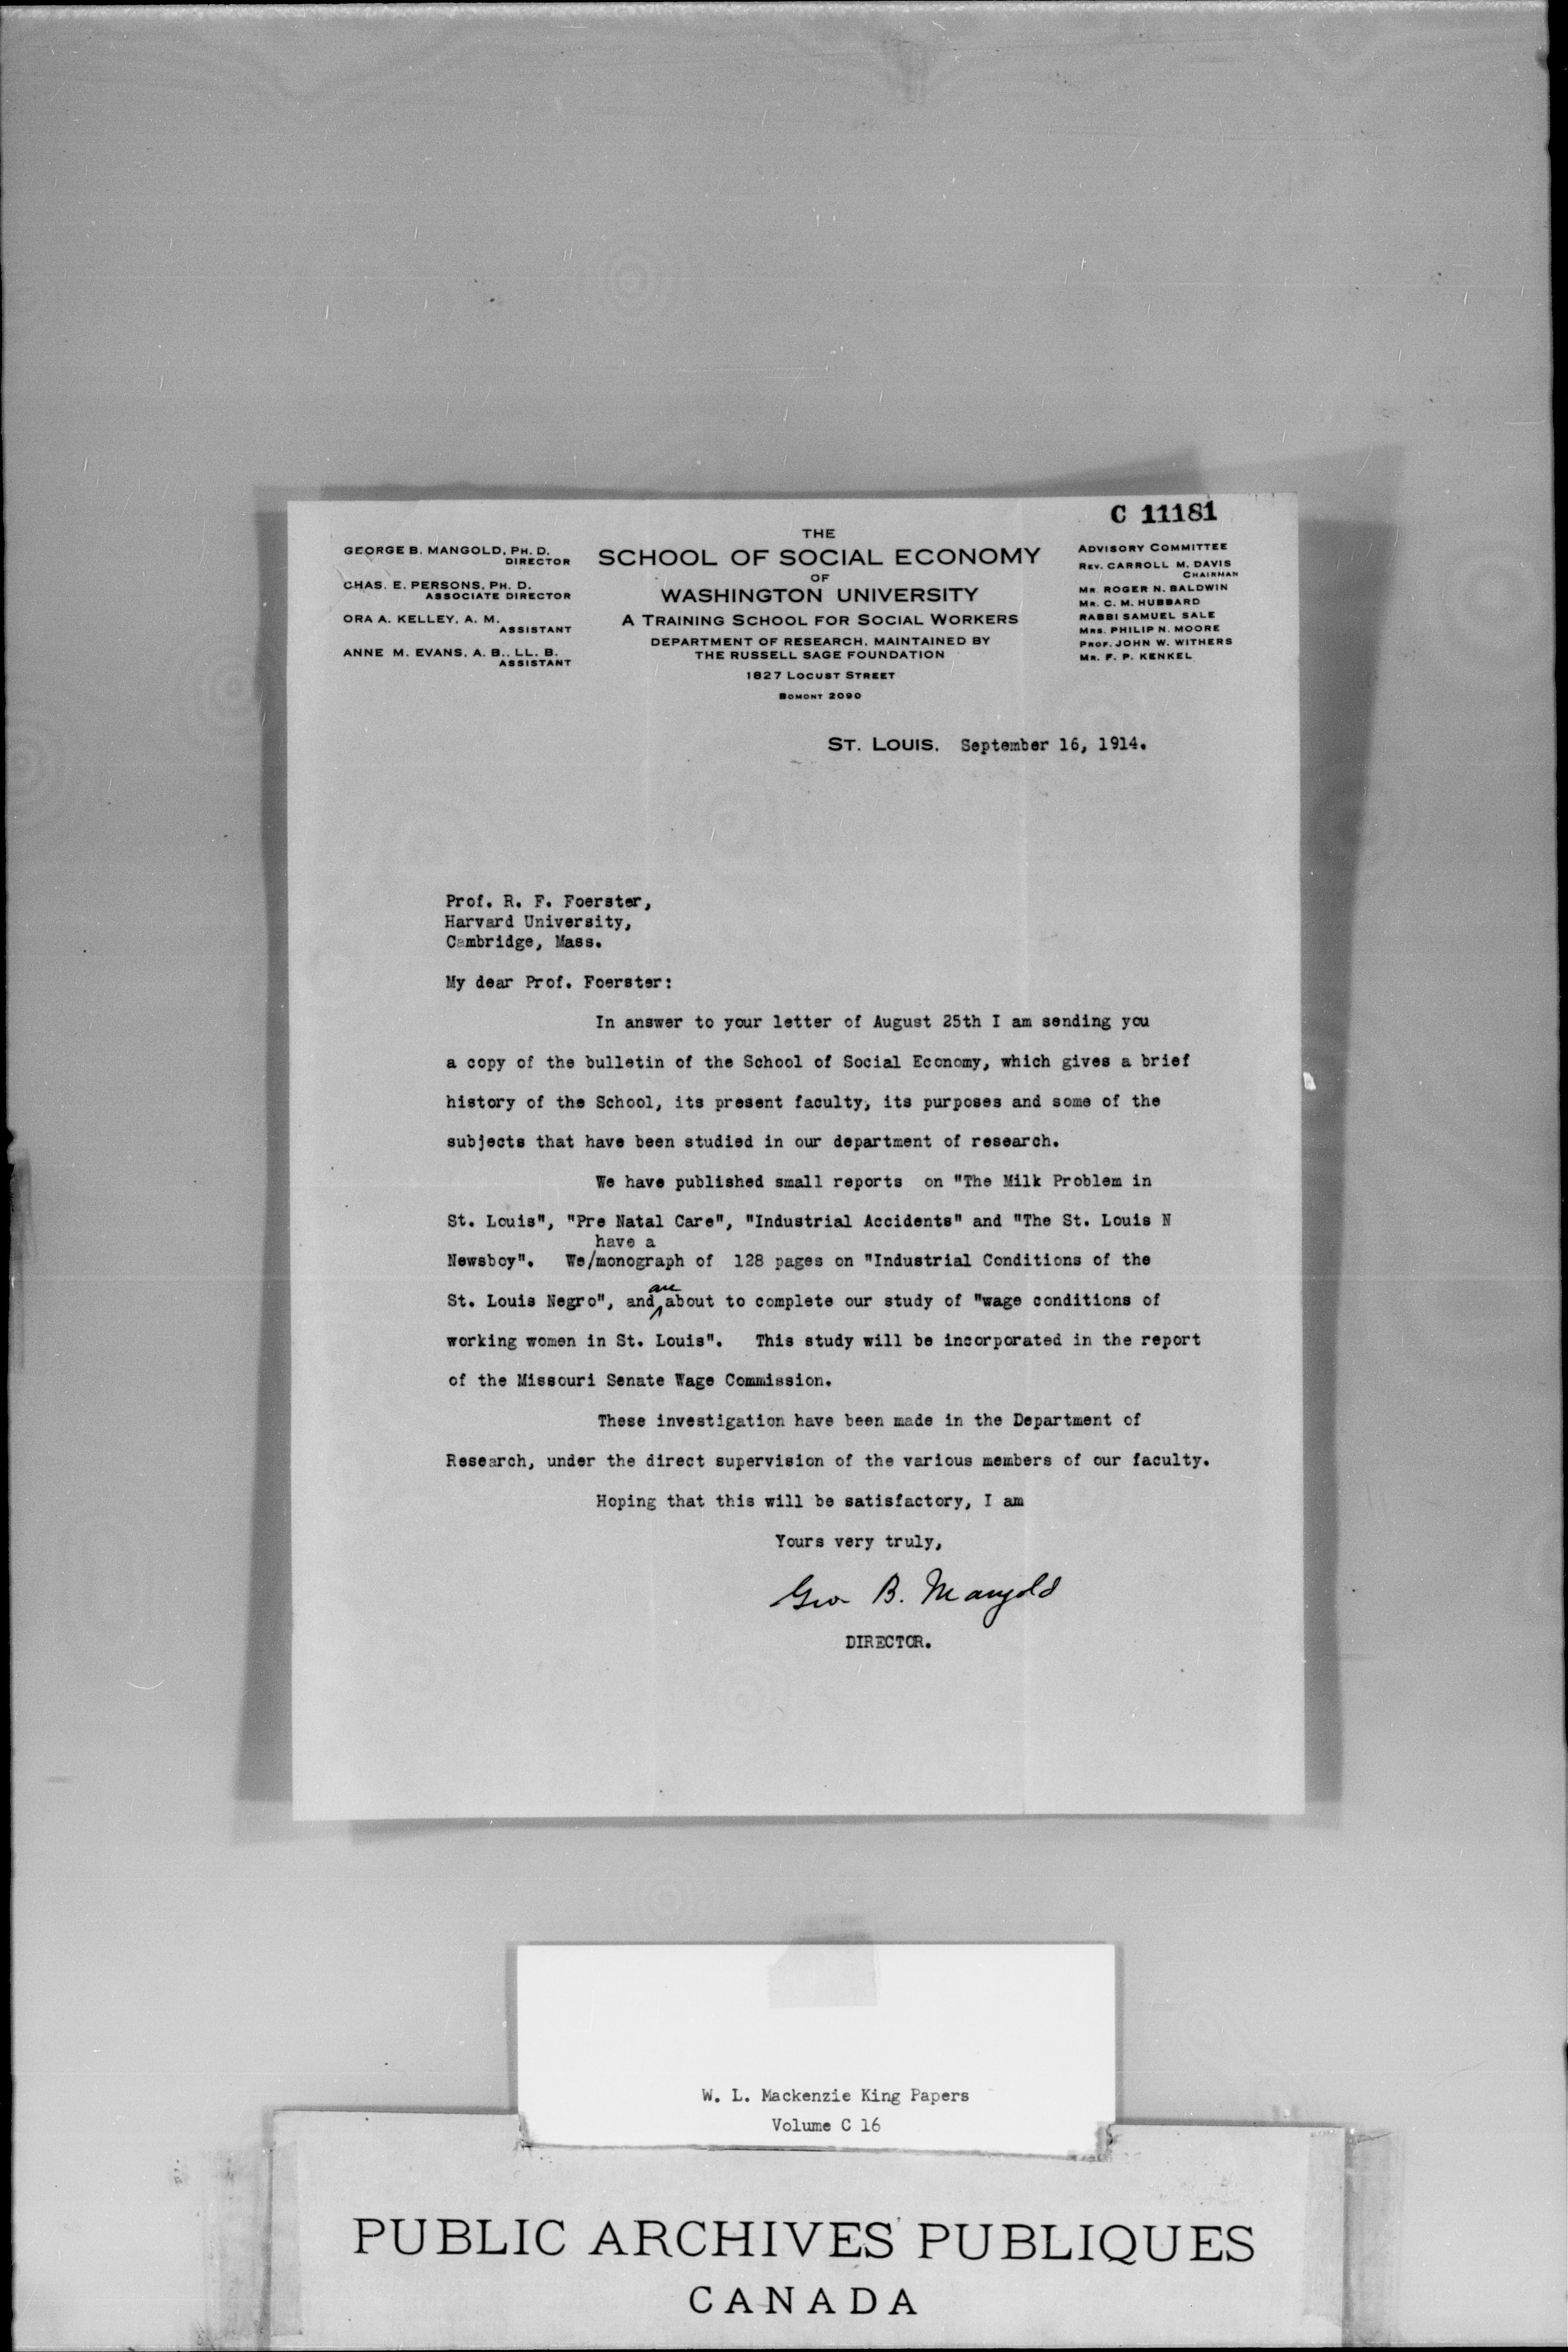 C 11181
GEORGE B. MANGOLD, PH. D.
DIRECTOR
CHAS. E. PERSONS, PH. D.
ASSOCIATE DIRECTOR
ORA A. KELLEY, A. M.
ASSISTANT
ANNE M. EVANS, A. B., LL. B.
ASSISTANT
THE
SCHOOL OF SOCIAL ECONOMY
OF
WASHINGTON UNIVERSITY
A TRAINING SCHOOL FOR SOCIAL WORKERS
DEPARTMENT OF RESEARCH, MAINTAINED BY
THE RUSSELL SAGE FOUNDATION
1827 LOCUST STREET
BOMONT 2090
ADVISORY COMMITTEE
REV. CARROLL M. DAVIS
CHAIRMAN
MR. ROGER N. BALDWIN
MR. C. M. HUBBARD
RABBI SAMUEL SALE
MRS. PHILIP N. MOORE
PROF. JOHN W. WITHERS
MR. F. P. KENKEL
ST. LOUIS, September 16, 1914.
Prof. R. F. Foerster,
Harvard University,
Cambridge, Mass.
My dear Prof. Foerster:
In answer to your letter of August 25th I am sending you
a copy of the bulletin of the School of Social Economy, which gives a brief
history of the School, its present faculty, its purposes and some of the
subjects that have been studied in our department of research.
We have published small reports on "The Milk Problem in
St. Louis", "Pre Natal Care", "Industrial Accidents" and "The St. Louis N
have a
Newsboy". We/monograph of 128 pages on "Industrial Conditions of the
are
St. Louis Negro", and about to complete our study of "wage conditions of
working women in St. Louis". This study will be incorporated in the report
of the Missouri Senate Wage Commission.
These investigation have been made in the Department of
Research, under the direct supervision of the various members of our faculty.
Hoping that this will be satisfactory, I am
Yours very truly,
Geo B. Mangold
DIRECTOR.
W. L. Mackenzie King Papers
Volume C 16
PUBLIC ARCHIVES PUBLIQUES
CANADA